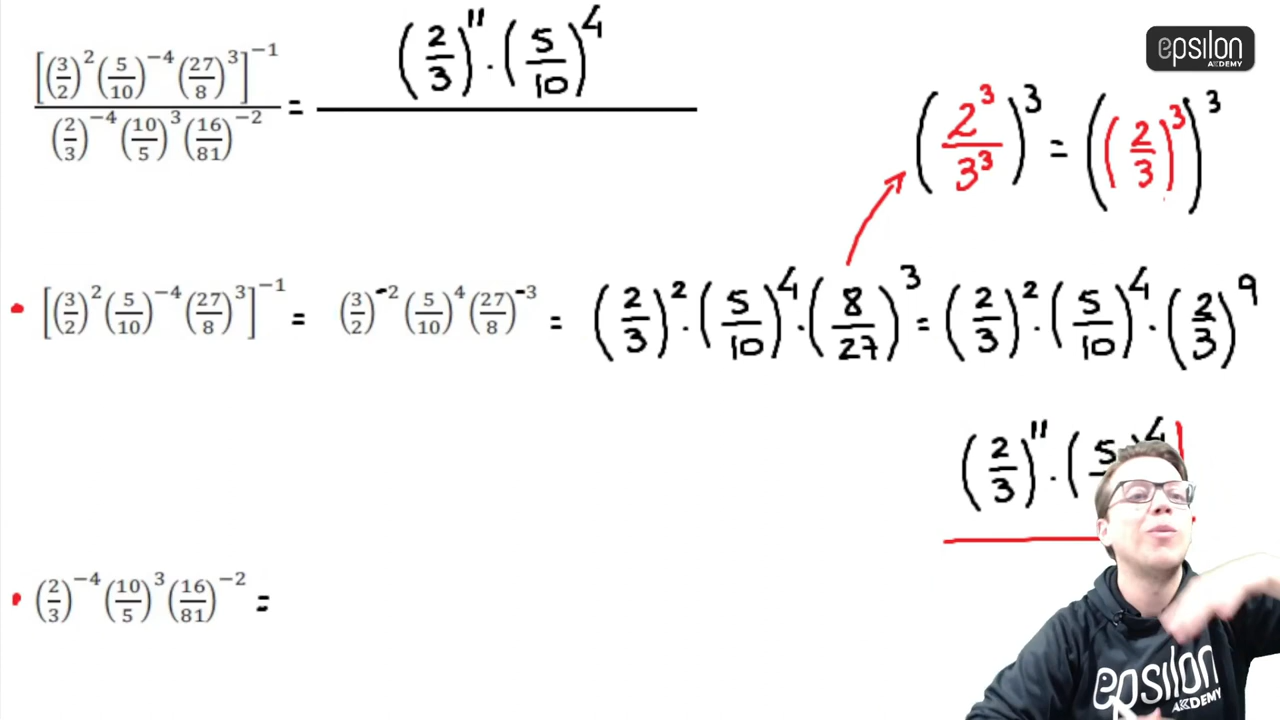 [(3/2)^2 (5/10)^-4 (27/8)^3]^-1 / (2/3)^-4 (10/5)^3 (16/81)^-2 = (2/3)^11 . (5/10)^4
epsilon
AKDEMY
(2^3/3^3)^3 = ((2/3)^3)^3
[(3/2)^2 (5/10)^-4 (27/8)^3]^-1 = (3/2)^-2 (5/10)^4 (27/8)^-3 = (2/3)^2 . (5/10)^4 . (8/27)^3 = (2/3)^2 . (5/10)^4 . (2/3)^9
(2/3)^11 . (5 4
(2/3)^-4 (10/5)^3 (16/81)^-2 =
epsilon
AKDEMY